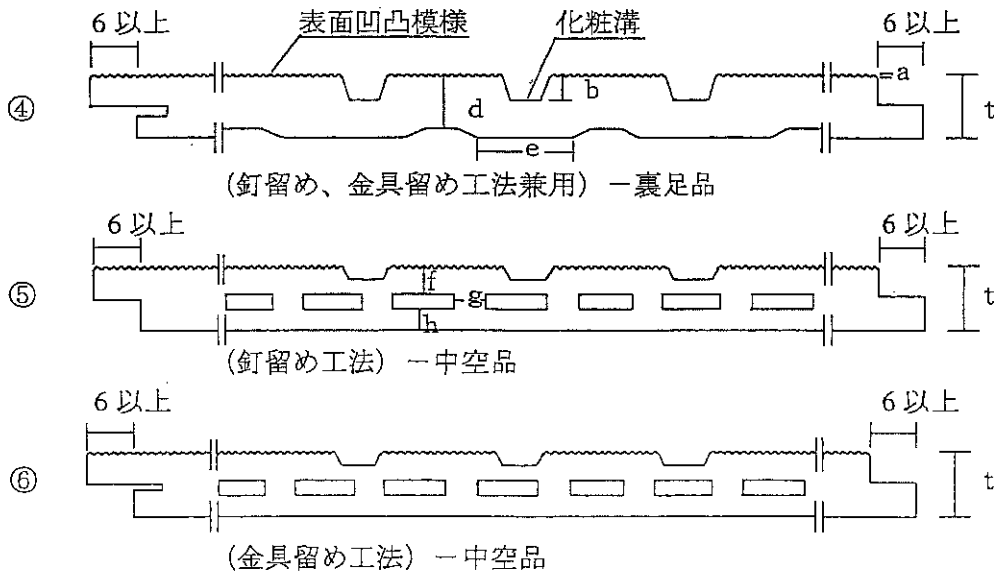 6以上 表面凹凸模様 化粧溝 6以上
④ a b d e t
(釘留め、金具留め工法兼用) ー裏足品
6以上 6以上
⑤ f g h t
(釘留め工法) ー中空品
6以上 6以上
⑥ t
(金具留め工法) ー中空品